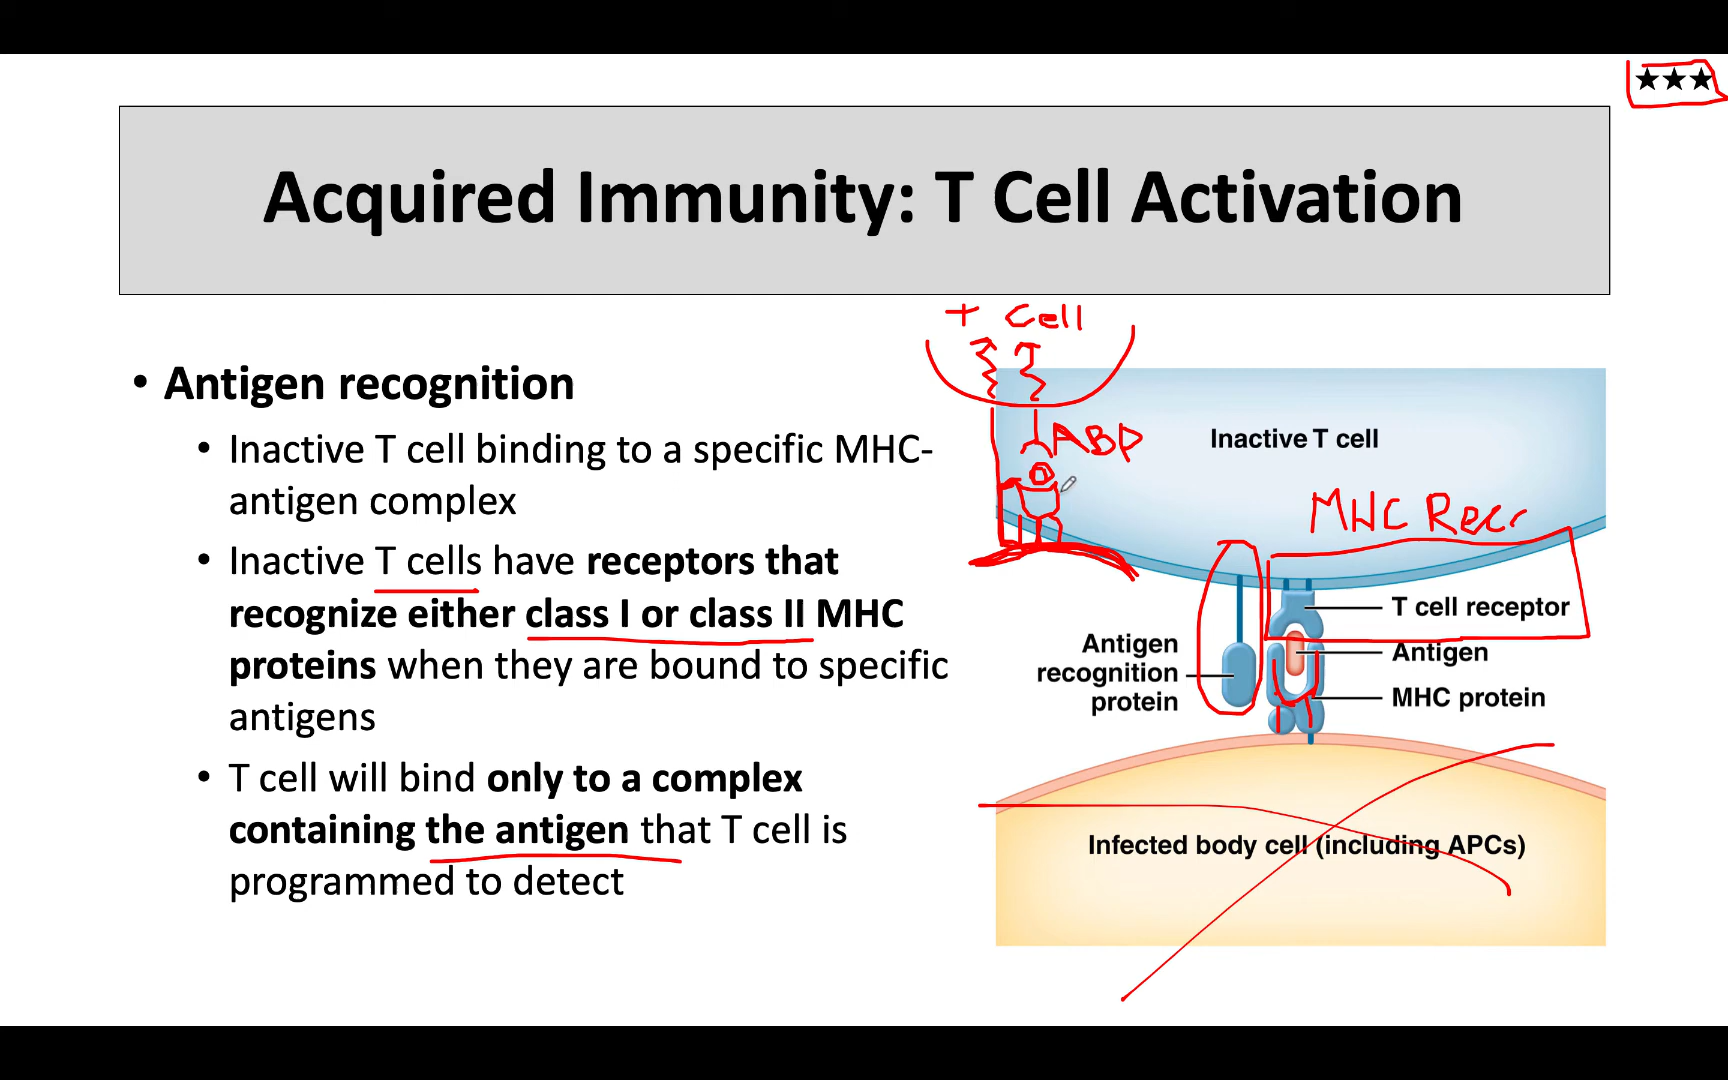 ★★★
Acquired Immunity: T Cell Activation
• Antigen recognition
• Inactive T cell binding to a specific MHC-
antigen complex
• Inactive T cells have receptors that
recognize either class I or class II MHC
proteins when they are bound to specific
antigens
• T cell will bind only to a complex
containing the antigen that T cell is
programmed to detect
T Cell
ABP
Inactive T cell
MHC Rec
T cell receptor
Antigen
recognition
protein
Antigen
MHC protein
Infected body cell (including APCs)